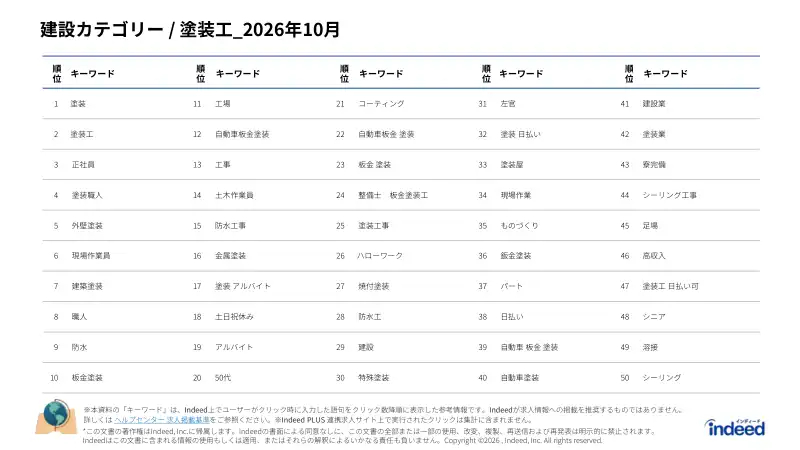 建設カテゴリー / 塗装工_2026年10月
順位 キーワード 順位 キーワード 順位 キーワード 順位 キーワード 順位 キーワード
1 塗装 11 工場 21 コーティング 31 左官 41 建設業
2 塗装工 12 自動車板金塗装 22 自動車板金 塗装 32 塗装 日払い 42 塗装業
3 正社員 13 工事 23 板金 塗装 33 塗装屋 43 寮完備
4 塗装職人 14 土木作業員 24 整備士　板金塗装工 34 現場作業 44 シーリング工事
5 外壁塗装 15 防水工事 25 塗装工事 35 ものづくり 45 足場
6 現場作業員 16 金属塗装 26 ハローワーク 36 鈑金塗装 46 高収入
7 建築塗装 17 塗装 アルバイト 27 焼付塗装 37 パート 47 塗装工 日払い可
8 職人 18 土日祝休み 28 防水工 38 日払い 48 シニア
9 防水 19 アルバイト 29 建設 39 自動車 板金 塗装 49 溶接
10 板金塗装 20 50代 30 特殊塗装 40 自動車塗装 50 シーリング
※本資料の「キーワード」は、Indeed上でユーザーがクリック時に入力した語句をクリック数降順に表示した参考情報です。Indeedが求人情報への掲載を推奨するものではありません。
詳しくは ヘルプセンター 求人掲載基準をご参照ください。※Indeed PLUS 連携求人サイト上で実行されたクリックは集計に含まれません。
*この文書の著作権はIndeed, Inc.に帰属します。Indeedの書面による同意なしに、この文書の全部または一部の使用、改変、複製、再送信および再発表は明示的に禁止されます。
Indeedはこの文書に含まれる情報の使用もしくは適用、またはそれらの解釈によるいかなる責任も負いません。Copyright ©2026 , Indeed, Inc. All rights reserved.
インディード
indeed